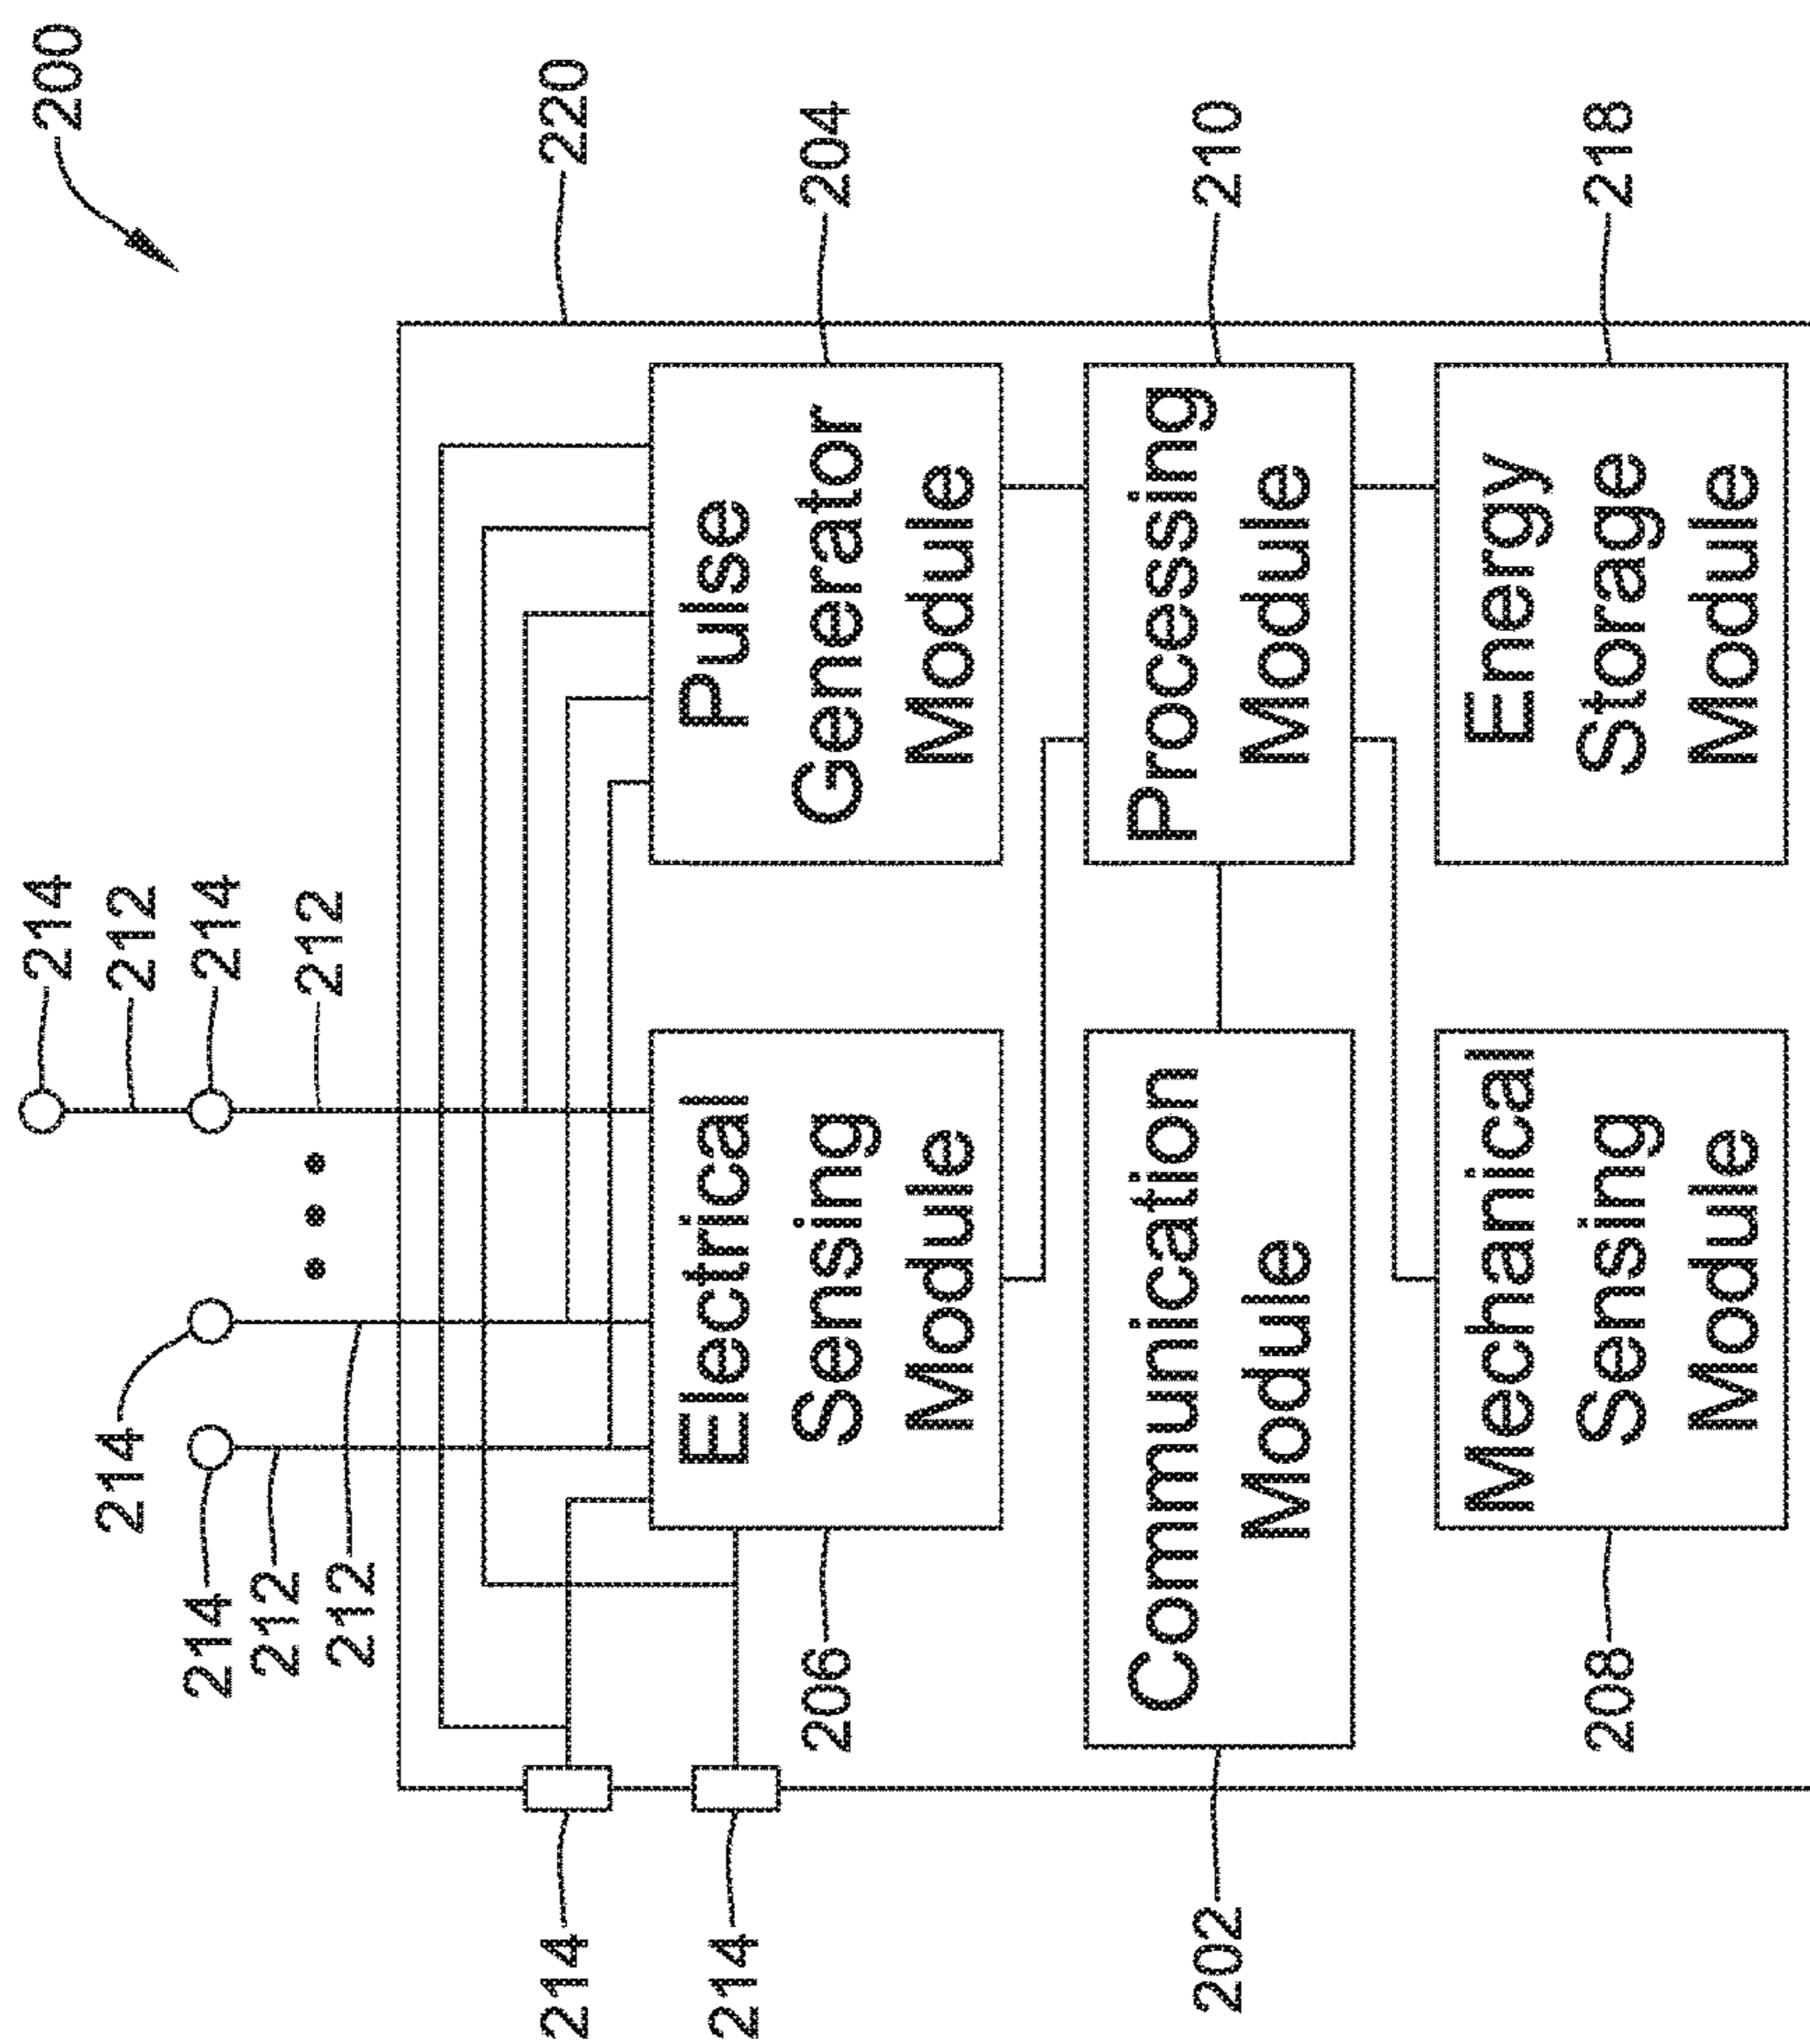 214
200
214
212
214
214
212
212
212
214
220
214
Electrical
Sensing
Module
206
Pulse
Generator
Module
204
202
Communication
Module
Processing
Module
210
Mechanical
Sensing
Module
208
Energy
Storage
Module
218